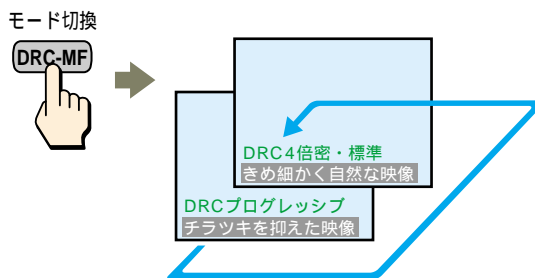 モード切換
DRC-MF
DRC4倍密・標準
きめ細かく自然な映像
DRCプログレッシブ
チラツキを抑えた映像